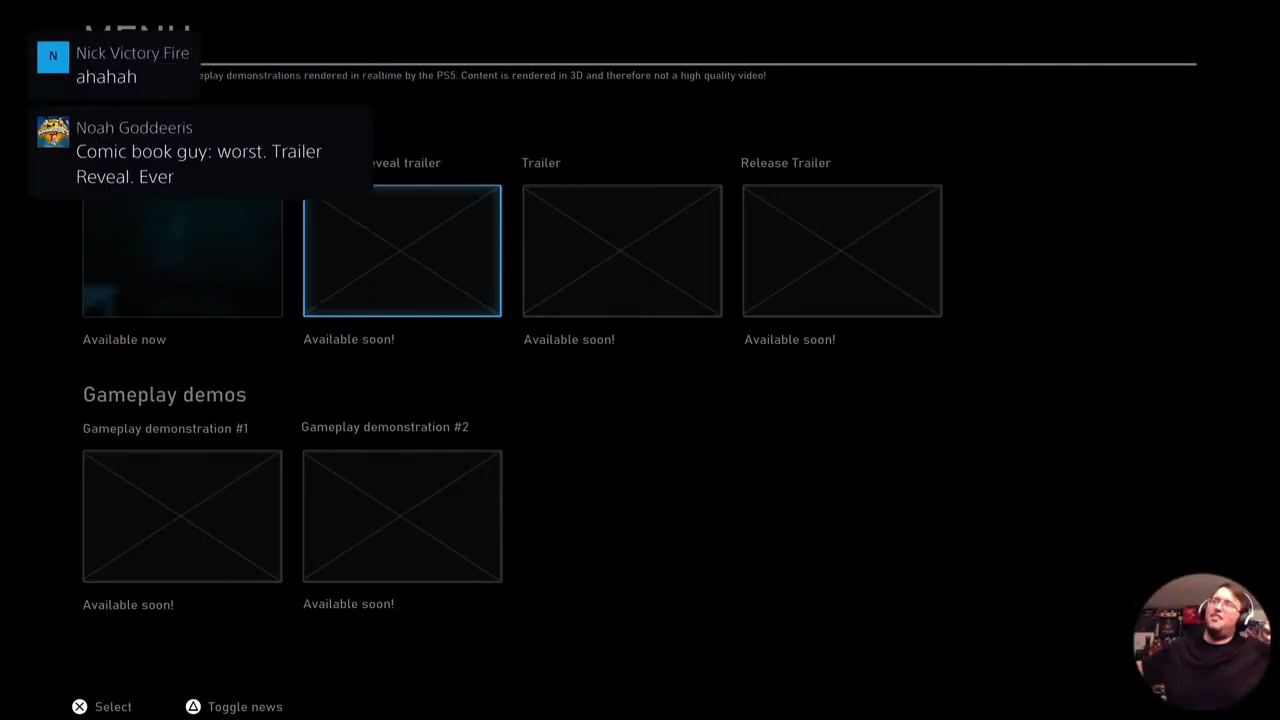 MENU
N
Nick Victory Fire
ahahah
eplay demonstrations rendered in realtime by the PS5. Content is rendered in 3D and therefore not a high quality video!
Noah Goddeeris
Comic book guy: worst. Trailer
Reveal. Ever
eveal trailer
Trailer
Release Trailer
Available now
Available soon!
Available soon!
Available soon!
Gameplay demos
Gameplay demonstration #1
Gameplay demonstration #2
Available soon!
Available soon!
Select
Toggle news